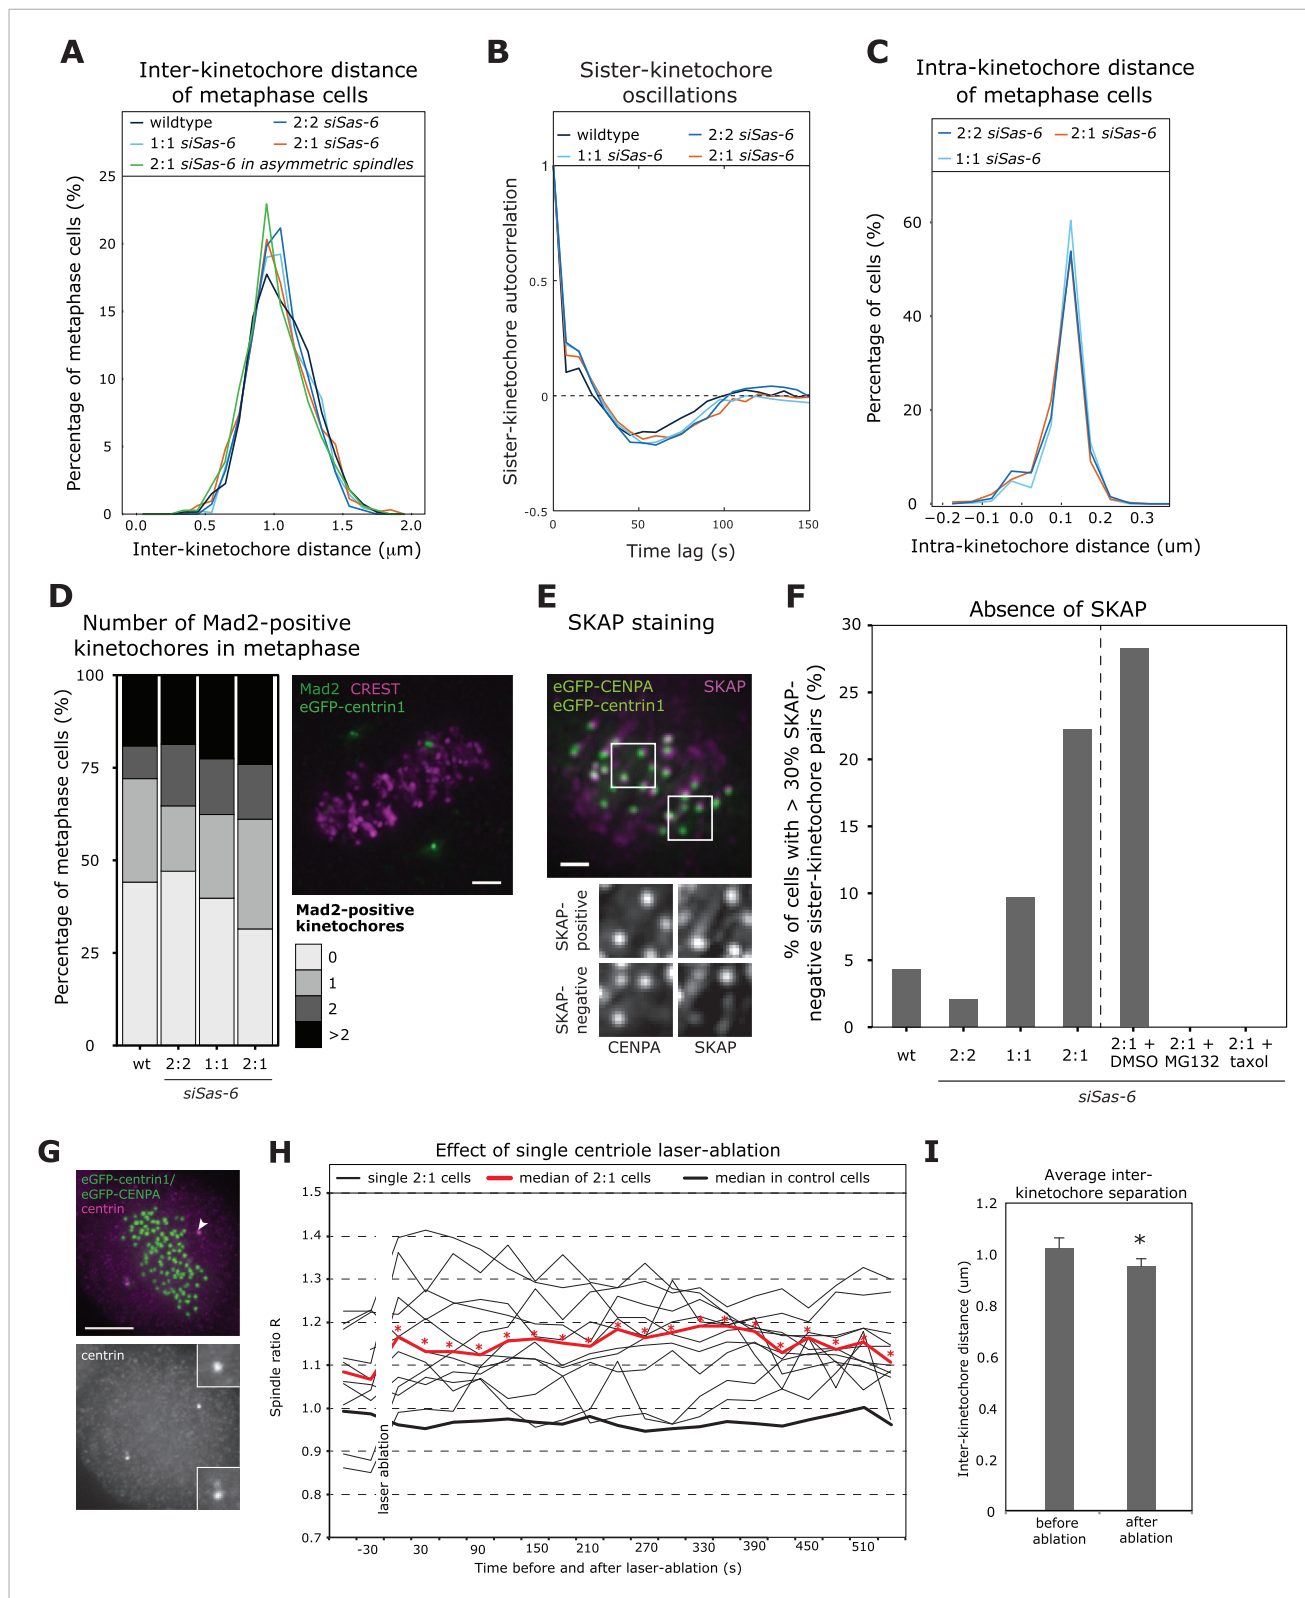 A
Inter-kinetochore distance
of metaphase cells
wildtype
2:2 siSas-6
1:1 siSas-6
2:1 siSas-6
2:1 siSas-6 in asymmetric spindles
Percentage of metaphase cells (%)
25
20
15
10
5
0
0.0
0.5
1.0
1.5
2.0
Inter-kinetochore distance (µm)
B
Sister-kinetochore
oscillations
wildtype
2:2 siSas-6
1:1 siSas-6
2:1 siSas-6
Sister-kinetochore autocorrelation
1
0.5
0
-0.5
0
50
100
150
Time lag (s)
C
Intra-kinetochore distance
of metaphase cells
2:2 siSas-6
2:1 siSas-6
1:1 siSas-6
Percentage of cells (%)
60
40
20
0
−0.2
−0.1
0.0
0.1
0.2
0.3
Intra-kinetochore distance (um)
D
Number of Mad2-positive
kinetochores in metaphase
Percentage of metaphase cells (%)
100
75
50
25
0
wt
2:2
1:1
2:1
siSas-6
Mad2 CREST
eGFP-centrin1
Mad2-positive
kinetochores
0
1
2
>2
E
SKAP staining
eGFP-CENPA
SKAP
eGFP-centrin1
SKAP-
positive
SKAP-
negative
CENPA
SKAP
F
Absence of SKAP
% of cells with > 30% SKAP-
negative sister-kinetochore pairs (%)
30
25
20
15
10
5
0
wt
2:2
1:1
2:1
2:1 +
DMSO
2:1 +
MG132
2:1 +
taxol
siSas-6
G
eGFP-centrin1/
eGFP-CENPA
centrin
centrin
H
Effect of single centriole laser-ablation
single 2:1 cells
median of 2:1 cells
median in control cells
Spindle ratio R
1.5
1.4
1.3
1.2
1.1
1.0
0.9
0.8
0.7
laser ablation
-30
30
90
150
210
270
330
390
450
510
Time before and after laser-ablation (s)
I
Average inter-
kinetochore separation
Inter-kinetochore distance (um)
1.2
1.0
0.8
0.6
0.4
0.2
0
*
before
ablation
after
ablation